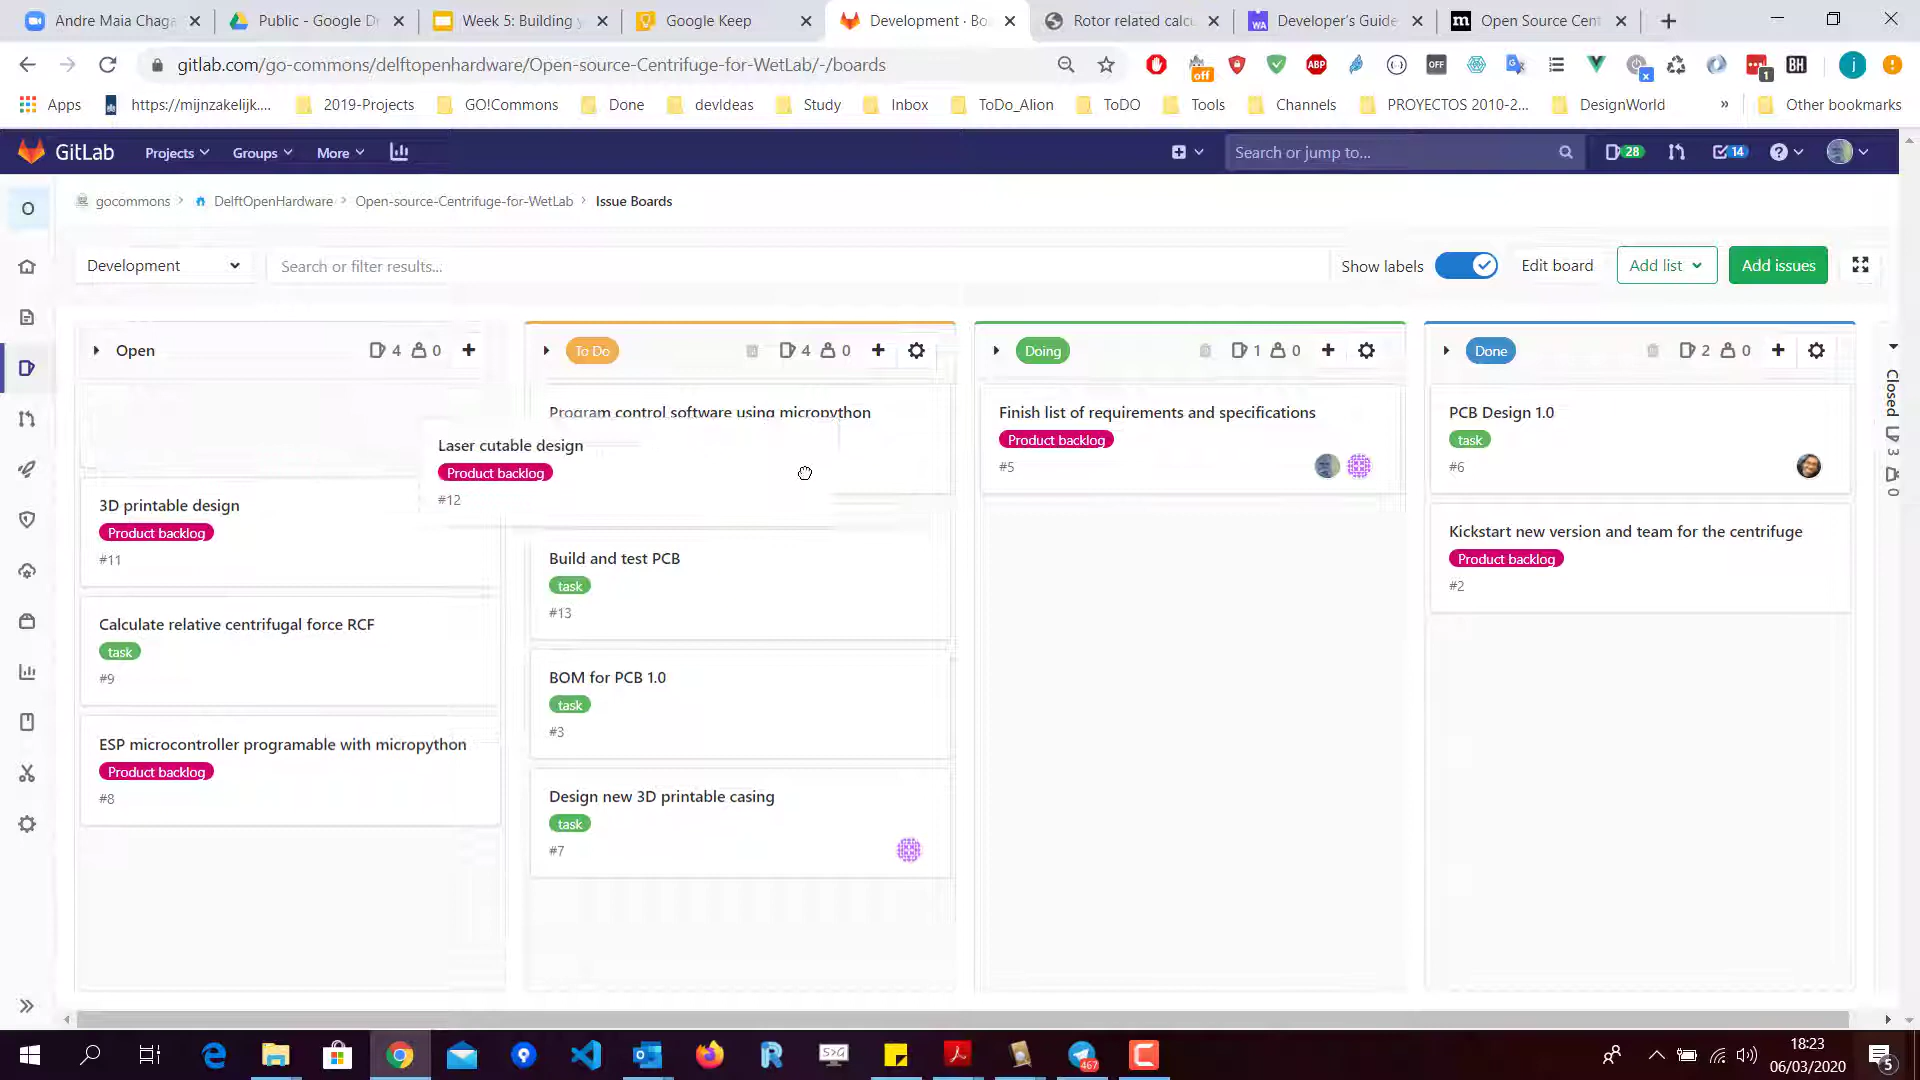 Andre Maia Chaga
Public - Google Dr
Week 5: Building y
Google Keep
Development · Bo
Rotor related calcu
Developer's Guide
Open Source Cent
gitlab.com/go-commons/delftopenhardware/Open-source-Centrifuge-for-WetLab/-/boards
off
ABP
OFF
1
BH
j
Apps
https://mijnzakelijk....
2019-Projects
GO!Commons
Done
devIdeas
Study
Inbox
ToDo_Alion
ToDO
Tools
Channels
PROYECTOS 2010-2...
DesignWorld
»
Other bookmarks
GitLab
Projects
Groups
More
Search or jump to...
28
14
O
gocommons > DelftOpenHardware > Open-source-Centrifuge-for-WetLab > Issue Boards
Development
Search or filter results...
Show labels
Edit board
Add list
Add issues
Open
4
0
To Do
4
0
Doing
1
0
Done
2
0
Closed
3
0
Laser cutable design
Product backlog
#12
3D printable design
Product backlog
#11
Calculate relative centrifugal force RCF
task
#9
ESP microcontroller programable with micropython
Product backlog
#8
Program control software using micropython
Build and test PCB
task
#13
BOM for PCB 1.0
task
#3
Design new 3D printable casing
task
#7
Finish list of requirements and specifications
Product backlog
#5
PCB Design 1.0
task
#6
Kickstart new version and team for the centrifuge
Product backlog
#2
467
18:23
06/03/2020
5